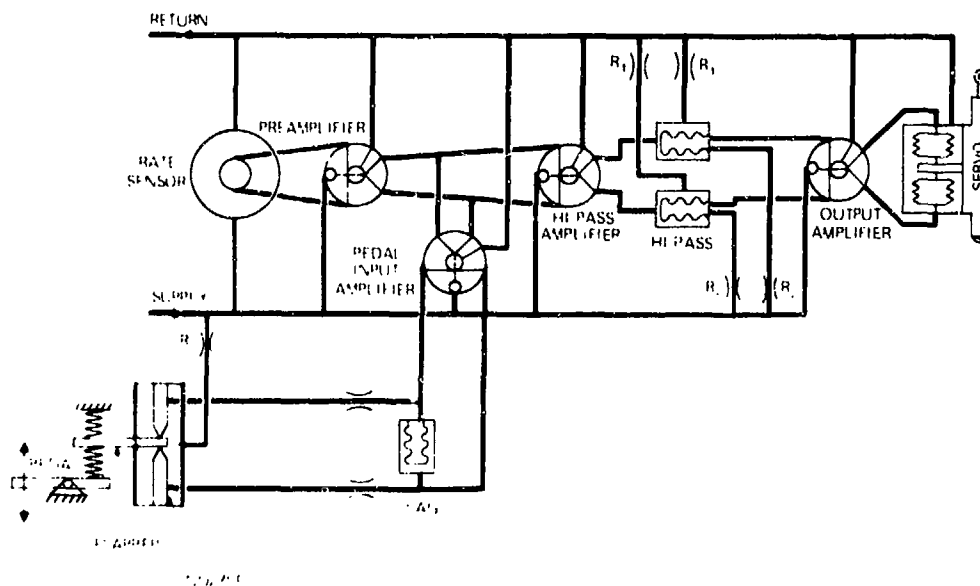 RETURN
R₁
R₁
PREAMPLIFIER
RATE
SENSOR
SERVO
HI PASS
AMPLIFIER
HI PASS
OUTPUT
AMPLIFIER
PEDAL
INPUT
AMPLIFIER
SUPPLY
R
R
R